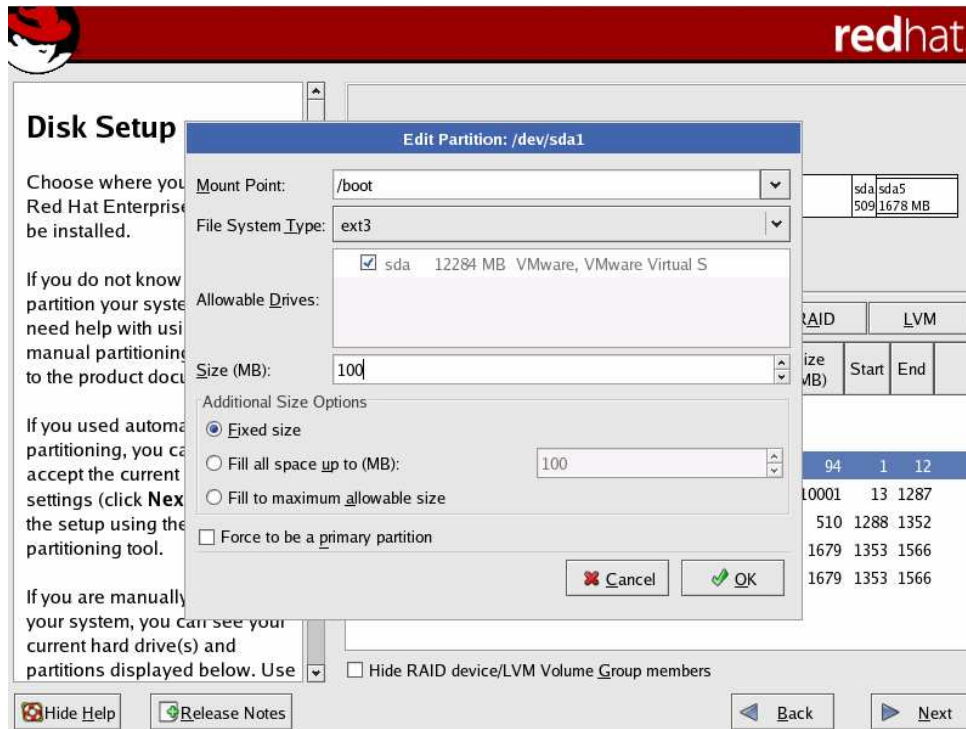 redhat
Disk Setup
Choose where you
Red Hat Enterprise
be installed.
If you do not know
partition your syste
need help with usi
manual partitioning
to the product docu
If you used automa
partitioning, you ca
accept the current
settings (click Nex
the setup using the
partitioning tool.
If you are manually
your system, you can see your
current hard drive(s) and
partitions displayed below. Use
Edit Partition: /dev/sda1
Mount Point: /boot
File System Type: ext3
Allowable Drives: sda 12284 MB VMware, VMware Virtual S
Size (MB): 100
Additional Size Options
Fixed size
Fill all space up to (MB): 100
Fill to maximum allowable size
Force to be a primary partition
Cancel OK
sda sda5
509 1678 MB
RAID LVM
ize
MB) Start End
94 1 12
10001 13 1287
510 1288 1352
1679 1353 1566
1679 1353 1566
Hide RAID device/LVM Volume Group members
Hide Help Release Notes Back Next